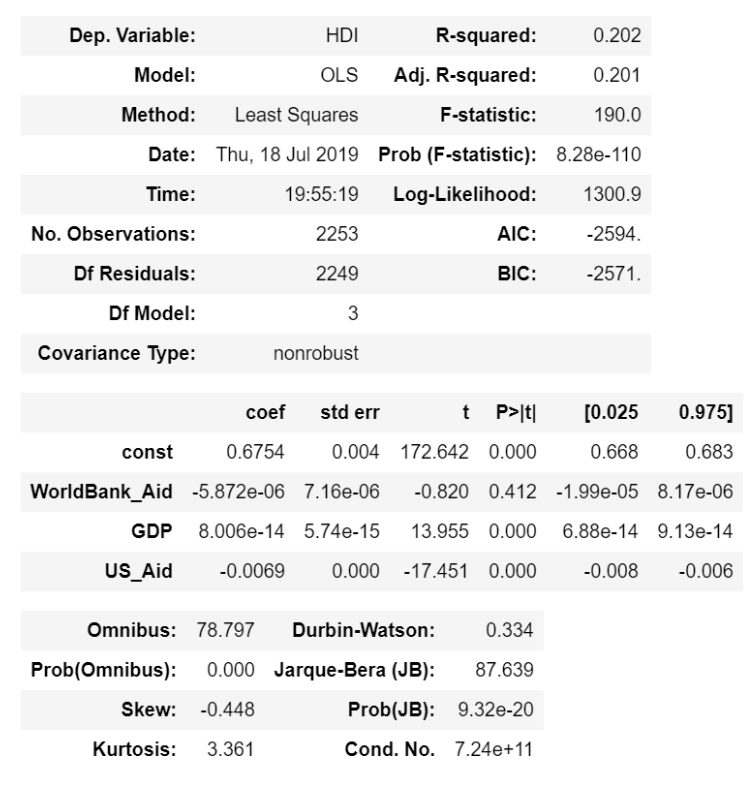 Dep. Variable: HDI R-squared: 0.202
Model: OLS Adj. R-squared: 0.201
Method: Least Squares F-statistic: 190.0
Date: Thu, 18 Jul 2019 Prob (F-statistic): 8.28e-110
Time: 19:55:19 Log-Likelihood: 1300.9
No. Observations: 2253 AIC: -2594.
Df Residuals: 2249 BIC: -2571.
Df Model: 3
Covariance Type: nonrobust
coef std err t P>|t| [0.025 0.975]
const 0.6754 0.004 172.642 0.000 0.668 0.683
WorldBank_Aid -5.872e-06 7.16e-06 -0.820 0.412 -1.99e-05 8.17e-06
GDP 8.006e-14 5.74e-15 13.955 0.000 6.88e-14 9.13e-14
US_Aid -0.0069 0.000 -17.451 0.000 -0.008 -0.006
Omnibus: 78.797 Durbin-Watson: 0.334
Prob(Omnibus): 0.000 Jarque-Bera (JB): 87.639
Skew: -0.448 Prob(JB): 9.32e-20
Kurtosis: 3.361 Cond. No. 7.24e+11